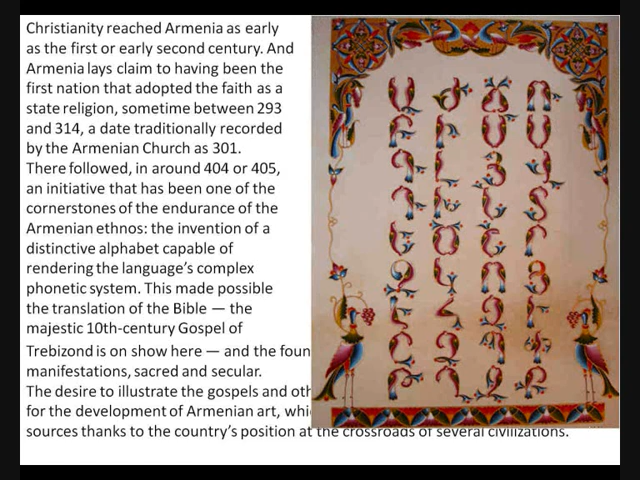 Christianity reached Armenia as early
as the first or early second century. And
Armenia lays claim to having been the
first nation that adopted the faith as a
state religion, sometime between 293
and 314, a date traditionally recorded
by the Armenian Church as 301.
There followed, in around 404 or 405,
an initiative that has been one of the
cornerstones of the endurance of the
Armenian ethnos: the invention of a
distinctive alphabet capable of
rendering the language's complex
phonetic system. This made possible
the translation of the Bible — the
majestic 10th-century Gospel of
Trebizond is on show here — and the foun
manifestations, sacred and secular.
The desire to illustrate the gospels and oth
for the development of Armenian art, whi
sources thanks to the country's position at the crossroads of several civilizations.
Ա Ժ Ճ Ռ
Բ Ի Մ Ս
Գ Լ Յ Վ
Դ Խ Ն Տ
Ե Ծ Շ Ր
Զ Կ Ո Ց
Է Հ Չ Ւ
Ը Ձ Պ Փ
Թ Ղ Ջ Ք